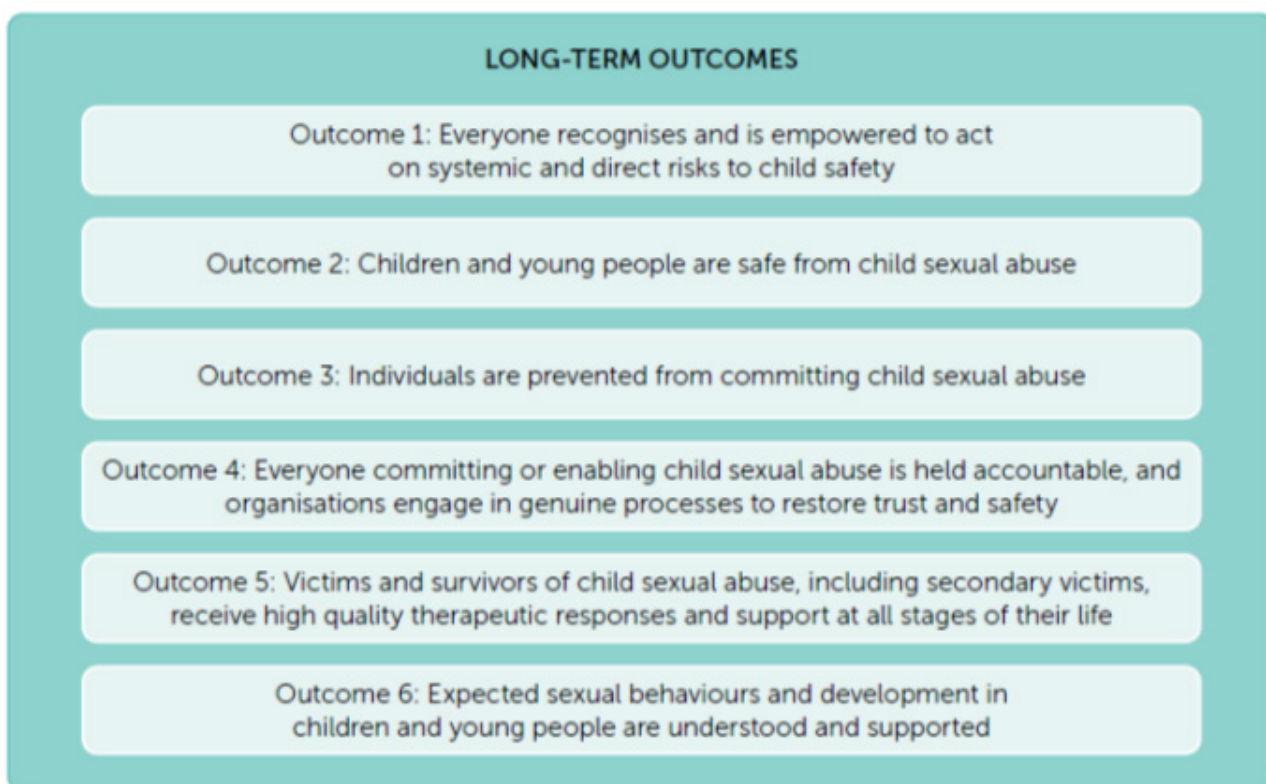 LONG-TERM OUTCOMES
Outcome 1: Everyone recognises and is empowered to act
on systemic and direct risks to child safety
Outcome 2: Children and young people are safe from child sexual abuse
Outcome 3: Individuals are prevented from committing child sexual abuse
Outcome 4: Everyone committing or enabling child sexual abuse is held accountable, and
organisations engage in genuine processes to restore trust and safety
Outcome 5: Victims and survivors of child sexual abuse, including secondary victims,
receive high quality therapeutic responses and support at all stages of their life
Outcome 6: Expected sexual behaviours and development in
children and young people are understood and supported